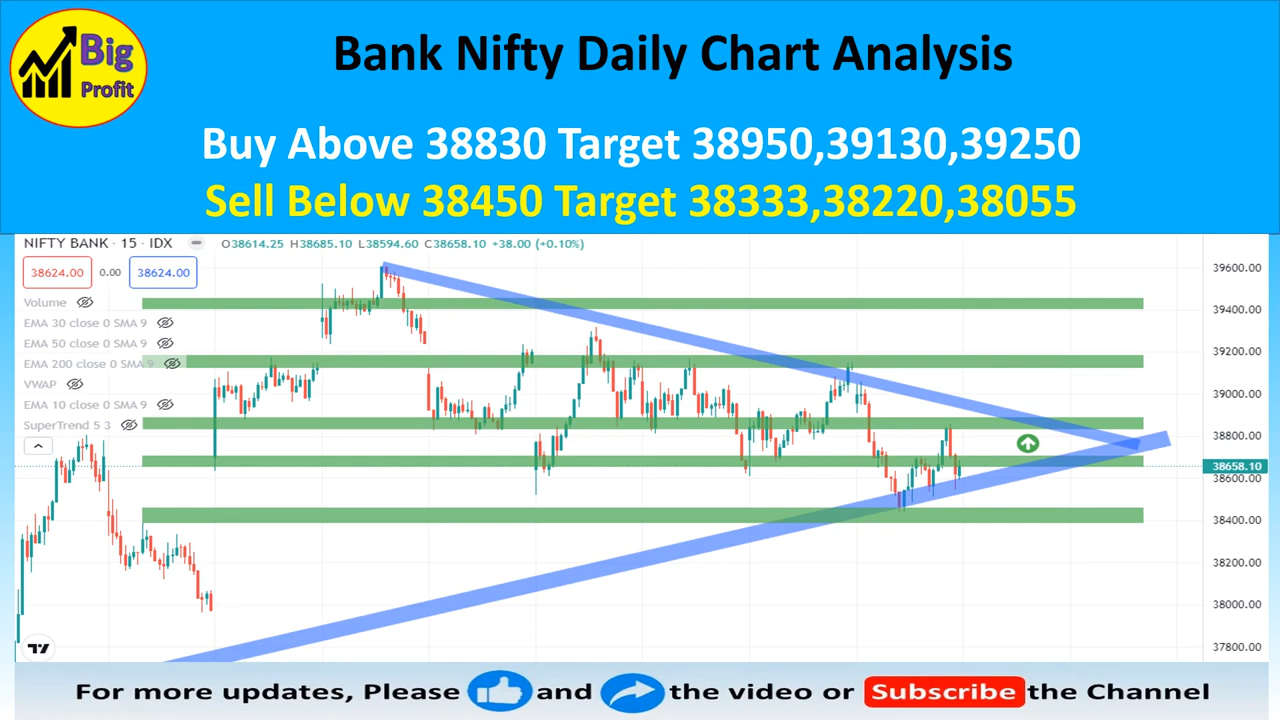 Big
Profit
Bank Nifty Daily Chart Analysis
Buy Above 38830 Target 38950,39130,39250
Sell Below 38450 Target 38333,38220,38055
NIFTY BANK · 15 · IDX O38614.25 H38685.10 L38594.60 C38658.10 +38.00 (+0.10%)
38624.00 0.00 38624.00
Volume
EMA 30 close 0 SMA 9
EMA 50 close 0 SMA 9
EMA 200 close 0 SMA 9
VWAP
EMA 10 close 0 SMA 9
SuperTrend 5 3
39600.00
39400.00
39200.00
39000.00
38800.00
38658.10
38600.00
38400.00
38200.00
38000.00
37800.00
For more updates, Please and the video or Subscribe the Channel